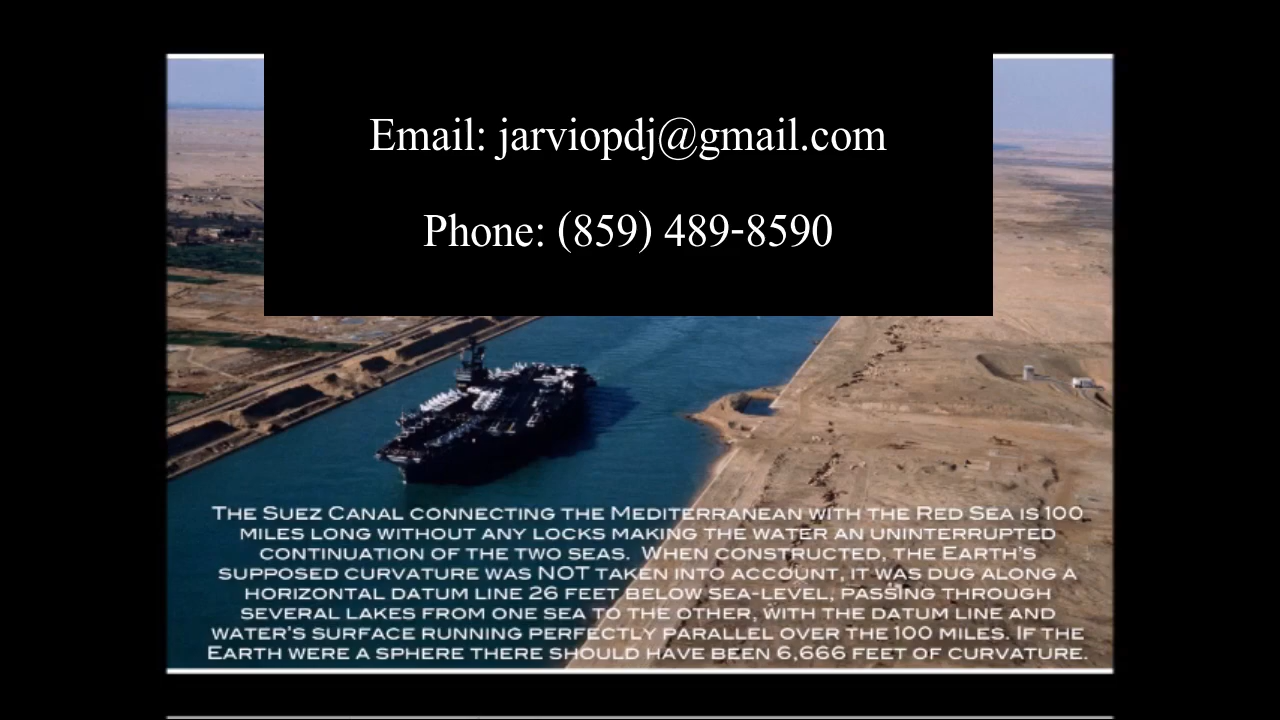 Email: jarviopdj@gmail.com
Phone: (859) 489-8590
The Suez Canal connecting the Mediterranean with the Red Sea is 100
miles long without any locks making the water an uninterrupted
continuation of the two seas. When constructed, the Earth's
supposed curvature was NOT taken into account, it was dug along a
horizontal datum line 26 feet below sea-level, passing through
several lakes from one sea to the other, with the datum line and
water's surface running perfectly parallel over the 100 miles. If the
Earth were a sphere there should have been 6,666 feet of curvature.